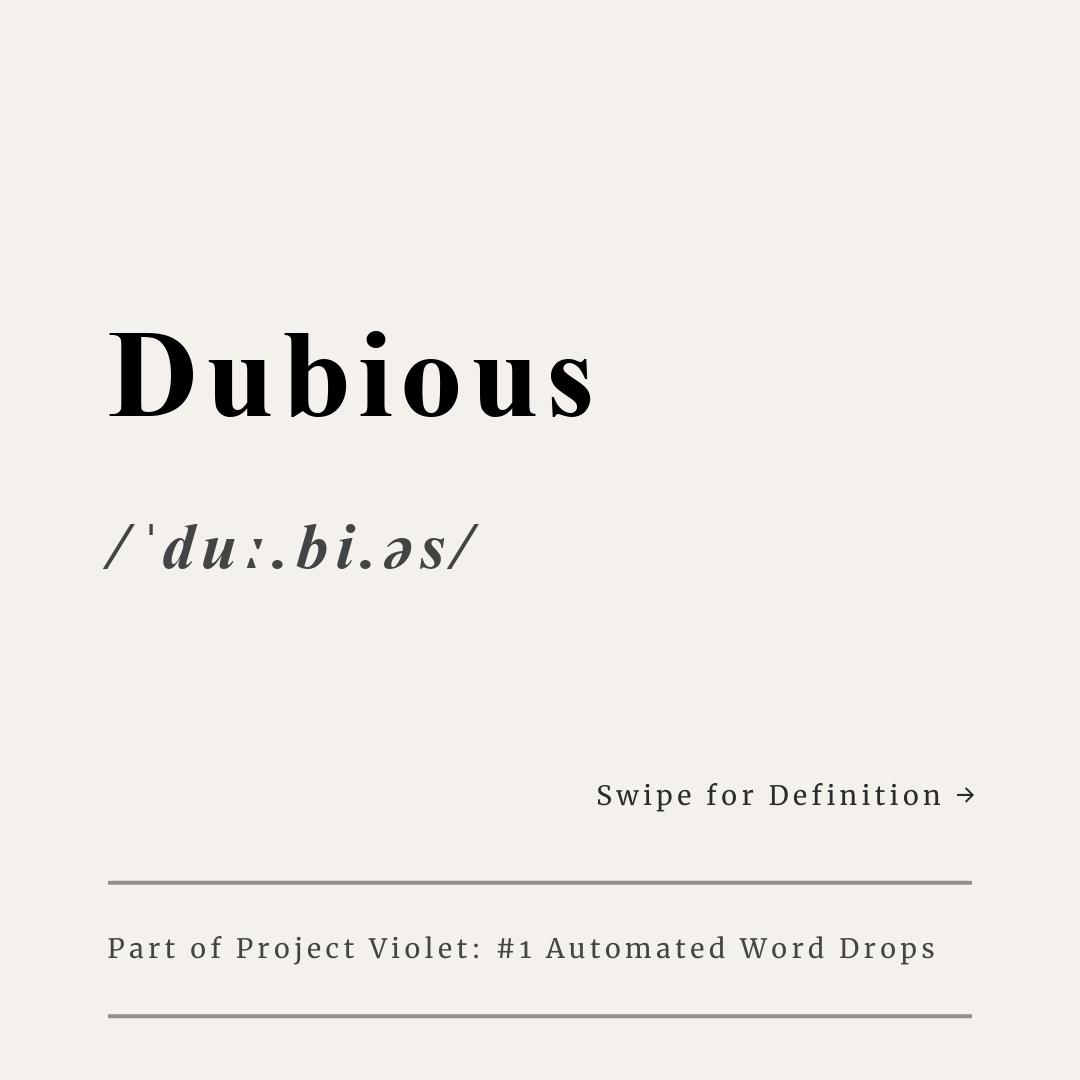 Dubious
/ˈduː.bi.əs/
Swipe for Definition →
Part of Project Violet: #1 Automated Word Drops